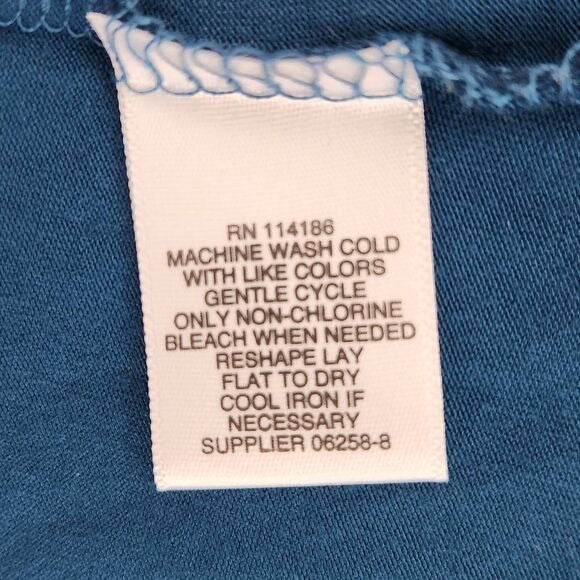 RN 114186
MACHINE WASH COLD
WITH LIKE COLORS
GENTLE CYCLE
ONLY NON-CHLORINE
BLEACH WHEN NEEDED
RESHAPE LAY
FLAT TO DRY
COOL IRON IF
NECESSARY
SUPPLIER 06258-8